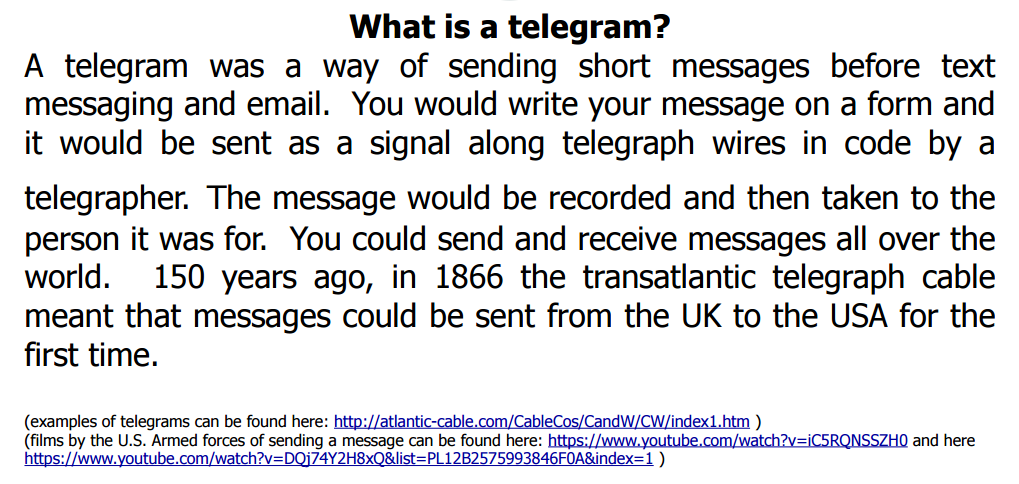 What is a telegram?
A telegram was a way of sending short messages before text
messaging and email.  You would write your message on a form and
it would be sent as a signal along telegraph wires in code by a
telegrapher. The message would be recorded and then taken to the
person it was for.  You could send and receive messages all over the
world.  150 years ago, in 1866 the transatlantic telegraph cable
meant that messages could be sent from the UK to the USA for the
first time.
(examples of telegrams can be found here: http://atlantic-cable.com/CableCos/CandW/CW/index1.htm )
(films by the U.S. Armed forces of sending a message can be found here: https://www.youtube.com/watch?v=iC5RQNSSZH0 and here
https://www.youtube.com/watch?v=DQj74Y2H8xQ&list=PL12B2575993846F0A&index=1 )